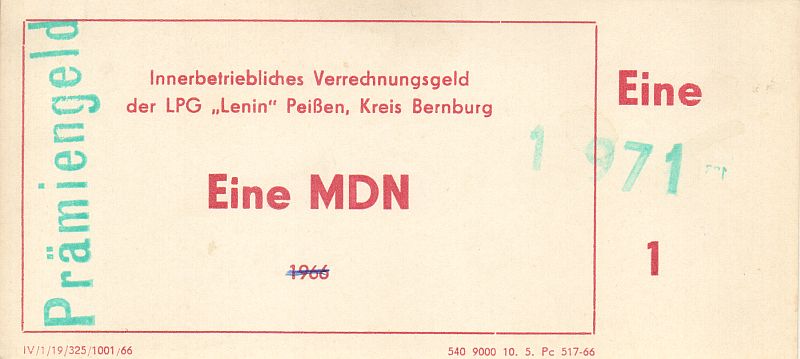 Prämiengeld
Innerbetriebliches Verrechnungsgeld
der LPG „Lenin“ Peißen, Kreis Bernburg
Eine MDN
1966
Eine
1971
1
IV/1/19/325/1001/66
540 9000 10. 5. Pc 517-66